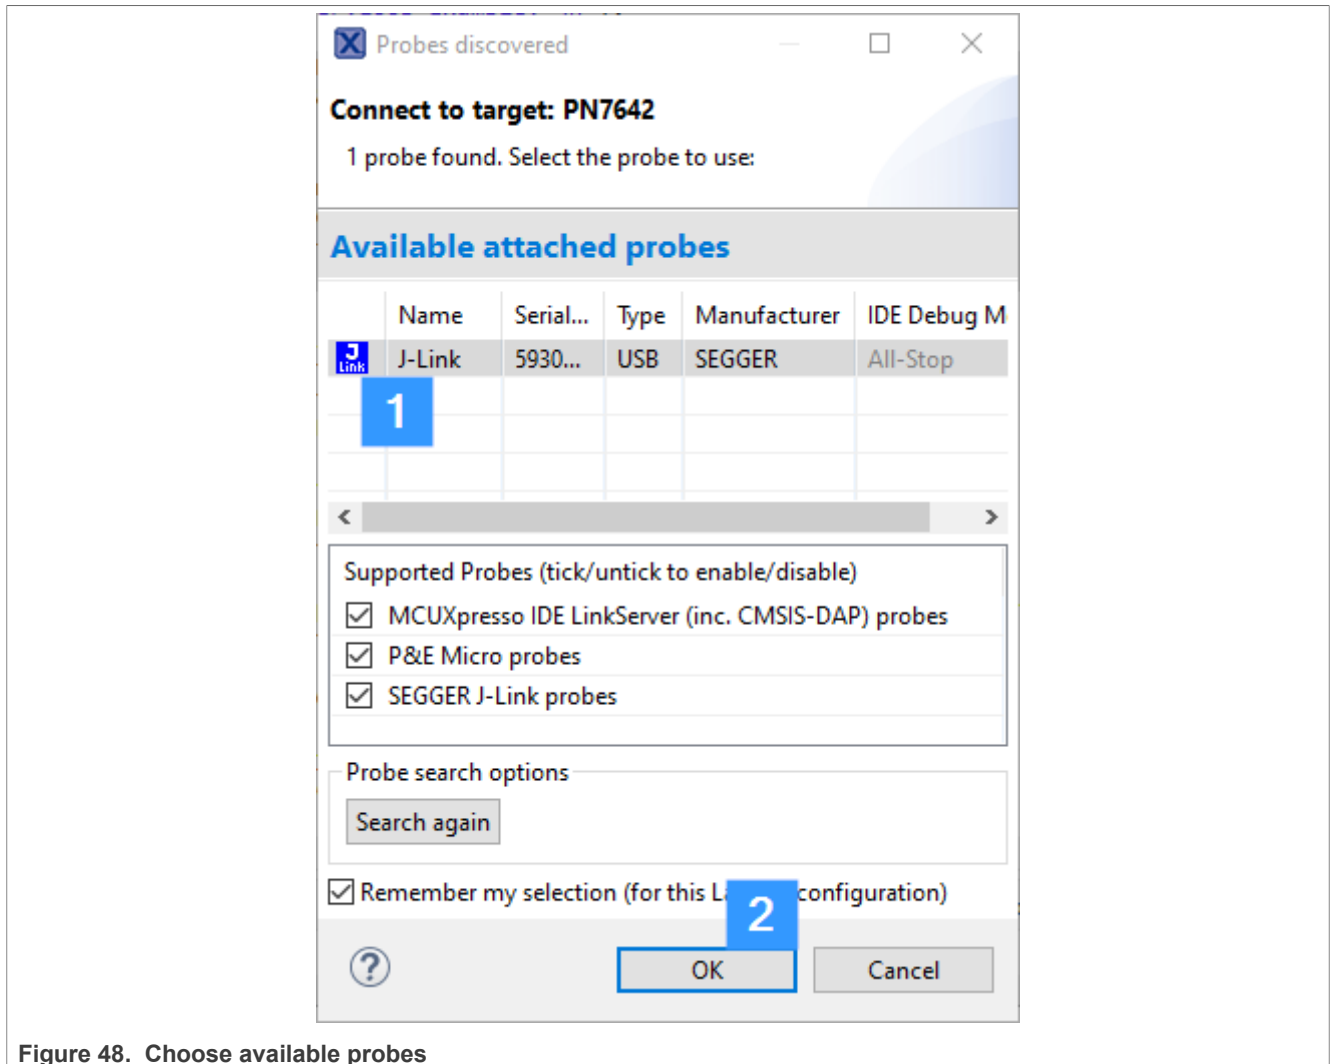 Probes discovered
Connect to target: PN7642
1 probe found. Select the probe to use:
Available attached probes
Name Serial... Type Manufacturer IDE Debug M
J Link J-Link 5930... USB SEGGER All-Stop
1
Supported Probes (tick/untick to enable/disable)
MCUXpresso IDE LinkServer (inc. CMSIS-DAP) probes
P&E Micro probes
SEGGER J-Link probes
Probe search options
Search again
Remember my selection (for this L configuration)
2
? OK Cancel
Figure 48. Choose available probes